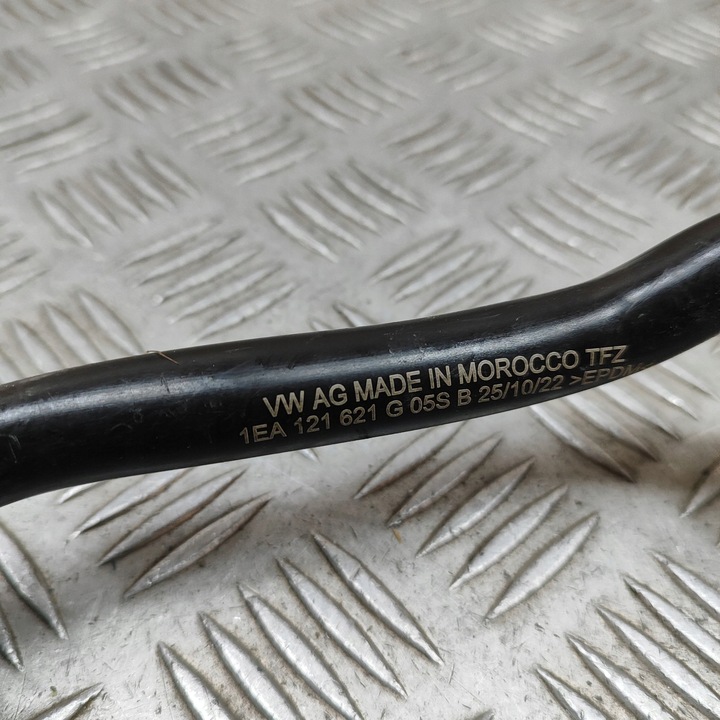 VW AG MADE IN MOROCCO TFZ
1EA 121 621 G 05S B 25/10/22 >EPDM